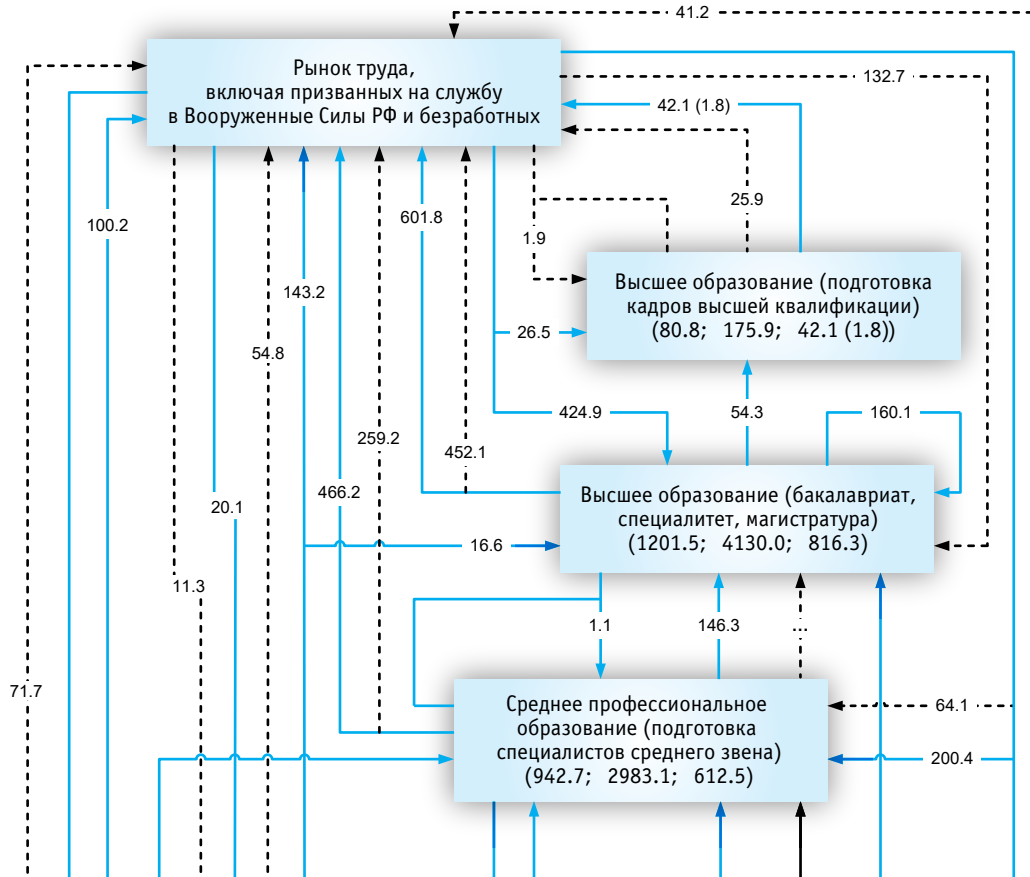 41.2
Рынок труда,
включая призванных на службу
в Вооруженные Силы РФ и безработных
132.7
42.1 (1.8)
25.9
601.8
100.2
1.9
143.2
Высшее образование (подготовка
кадров высшей квалификации)
(80.8; 175.9; 42.1 (1.8))
26.5
54.8
424.9
54.3
160.1
259.2
452.1
466.2
20.1
Высшее образование (бакалавриат,
специалитет, магистратура)
(1201.5; 4130.0; 816.3)
16.6
11.3
1.1
146.3
...
71.7
Среднее профессиональное
образование (подготовка
специалистов среднего звена)
(942.7; 2983.1; 612.5)
64.1
200.4